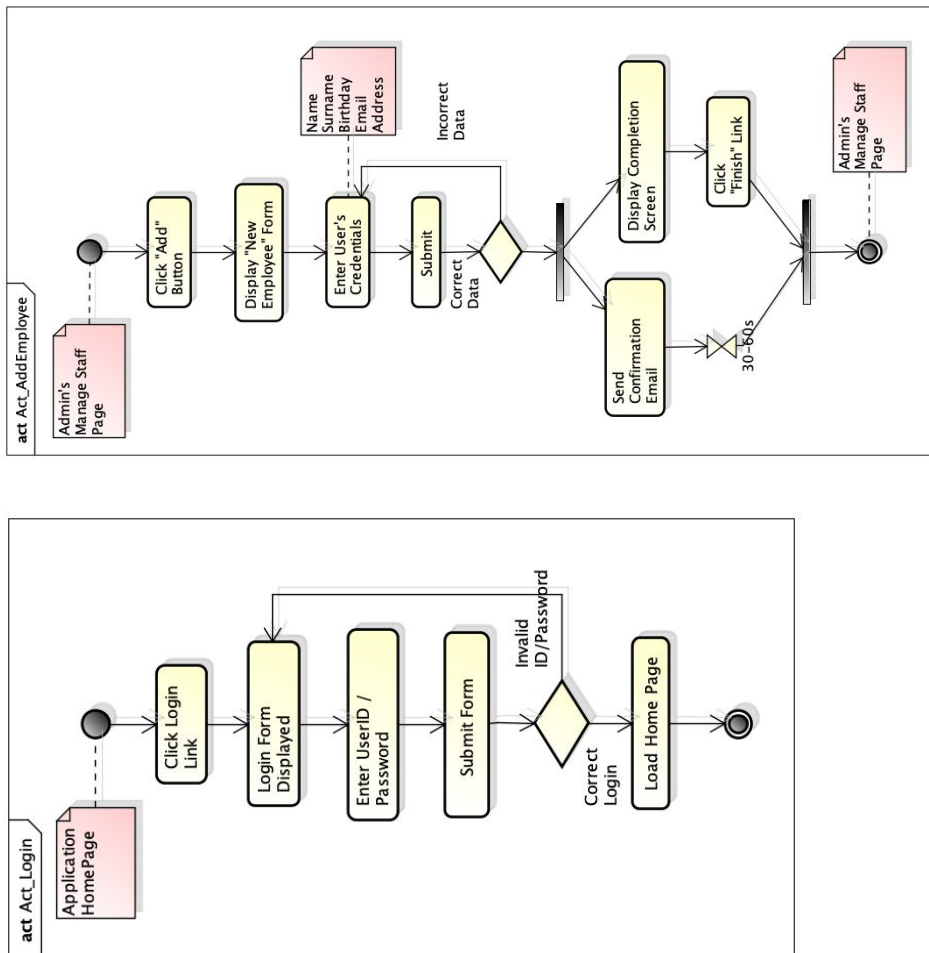 act Act_AddEmployee
Admin's
Manage Staff
Page
Click "Add"
Button
Display "New
Employee" Form
Name
Surname
Birthday
Email
Address
Enter User's
Credentials
Submit
Correct
Data
Incorrect
Data
Send
Confirmation
Email
30-60s
Display Completion
Screen
Click
"Finish" Link
Admin's
Manage Staff
Page
act Act_Login
Application
HomePage
Click Login
Link
Login Form
Displayed
Enter UserID /
Password
Submit Form
Invalid
ID/Password
Correct
Login
Load Home Page